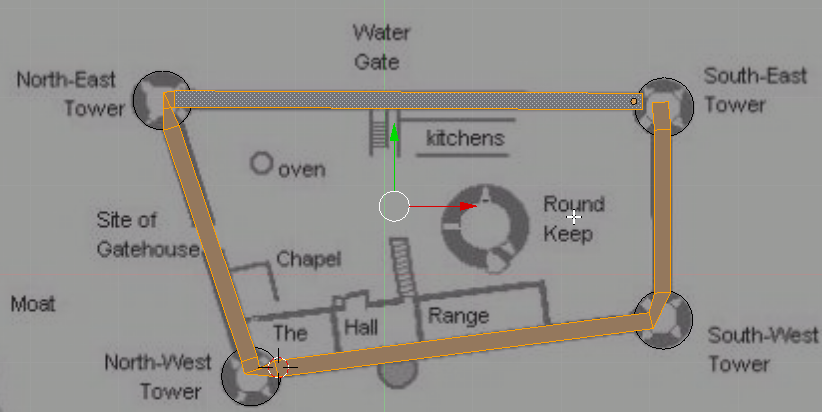 Water
Gate
North-East
Tower
South-East
Tower
kitchens
oven
Round
Keep
Site of
Gatehouse
Chapel
Moat
The
Hall
Range
North-West
Tower
South-West
Tower